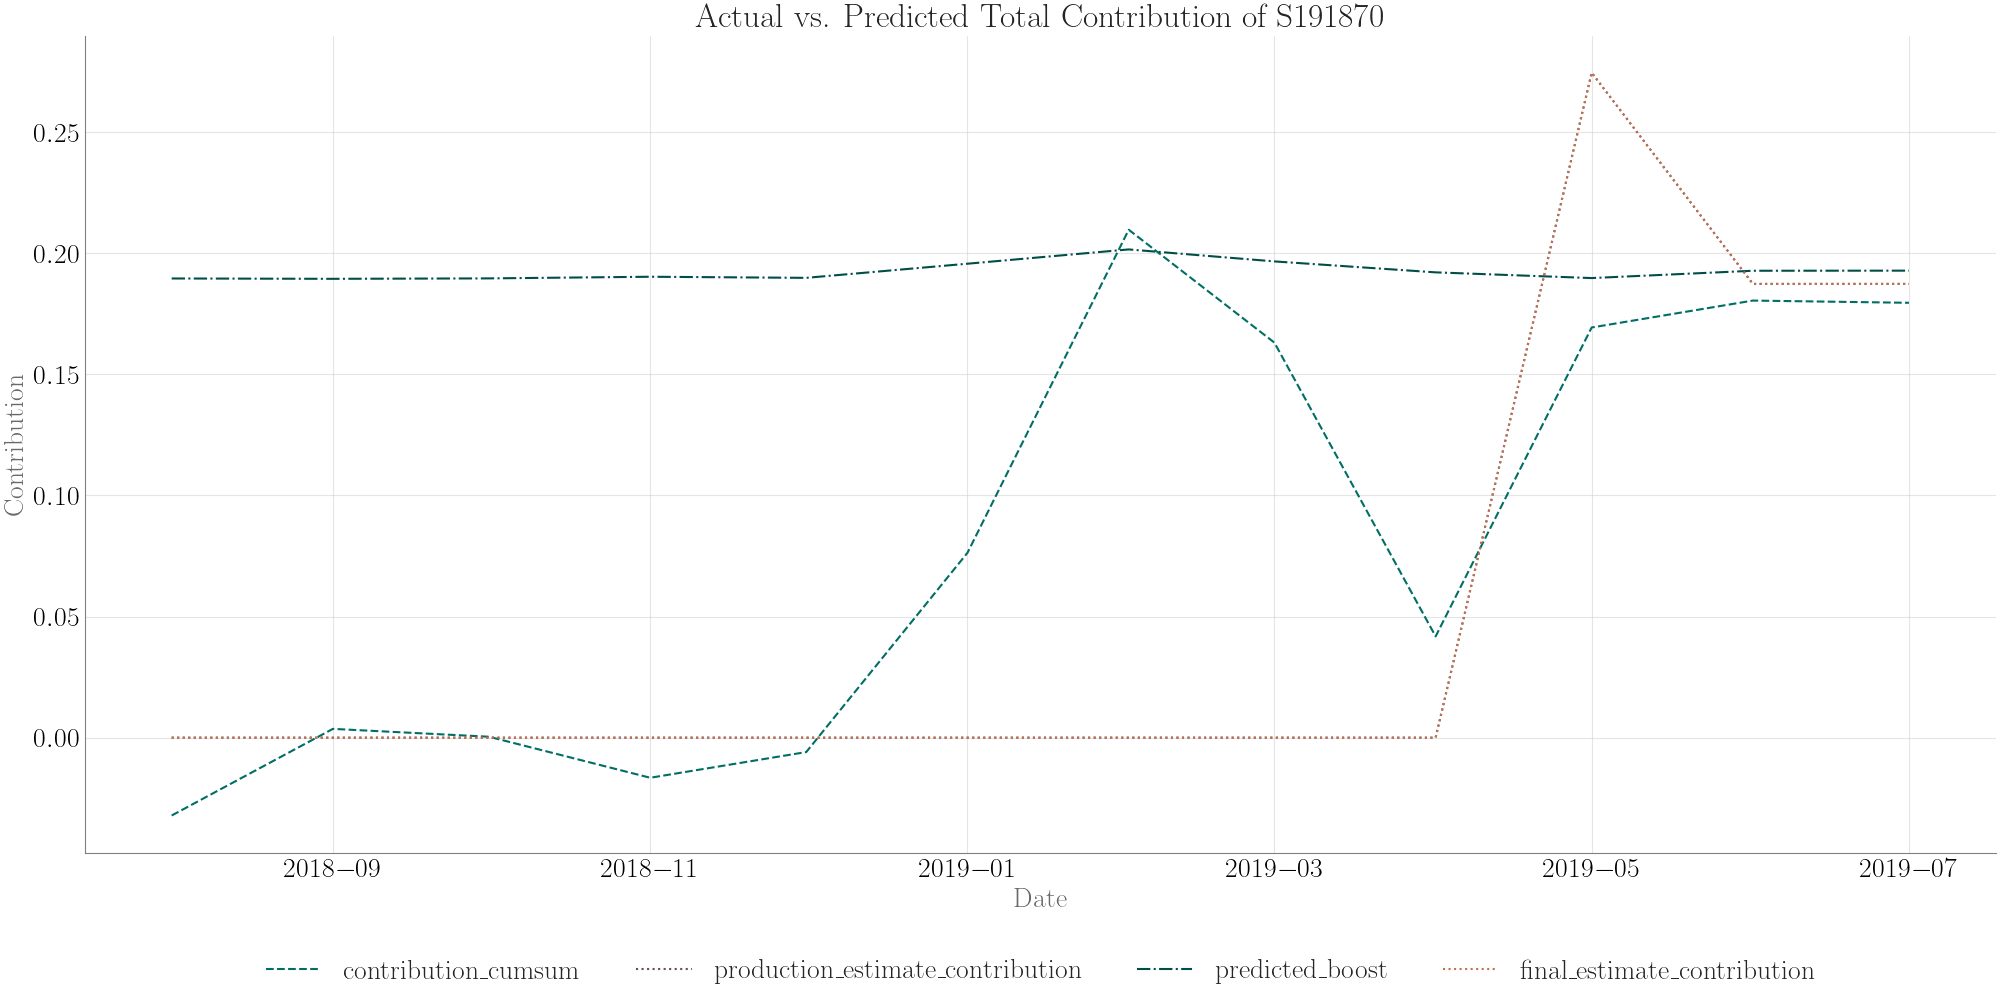 Actual vs. Predicted Total Contribution of S191870
0.25
0.20
0.15
0.10
0.05
0.00
Contribution
2018–09 2018–11 2019–01 2019–03 2019–05 2019–07
Date
contribution_cumsum production_estimate_contribution predicted_boost final_estimate_contribution